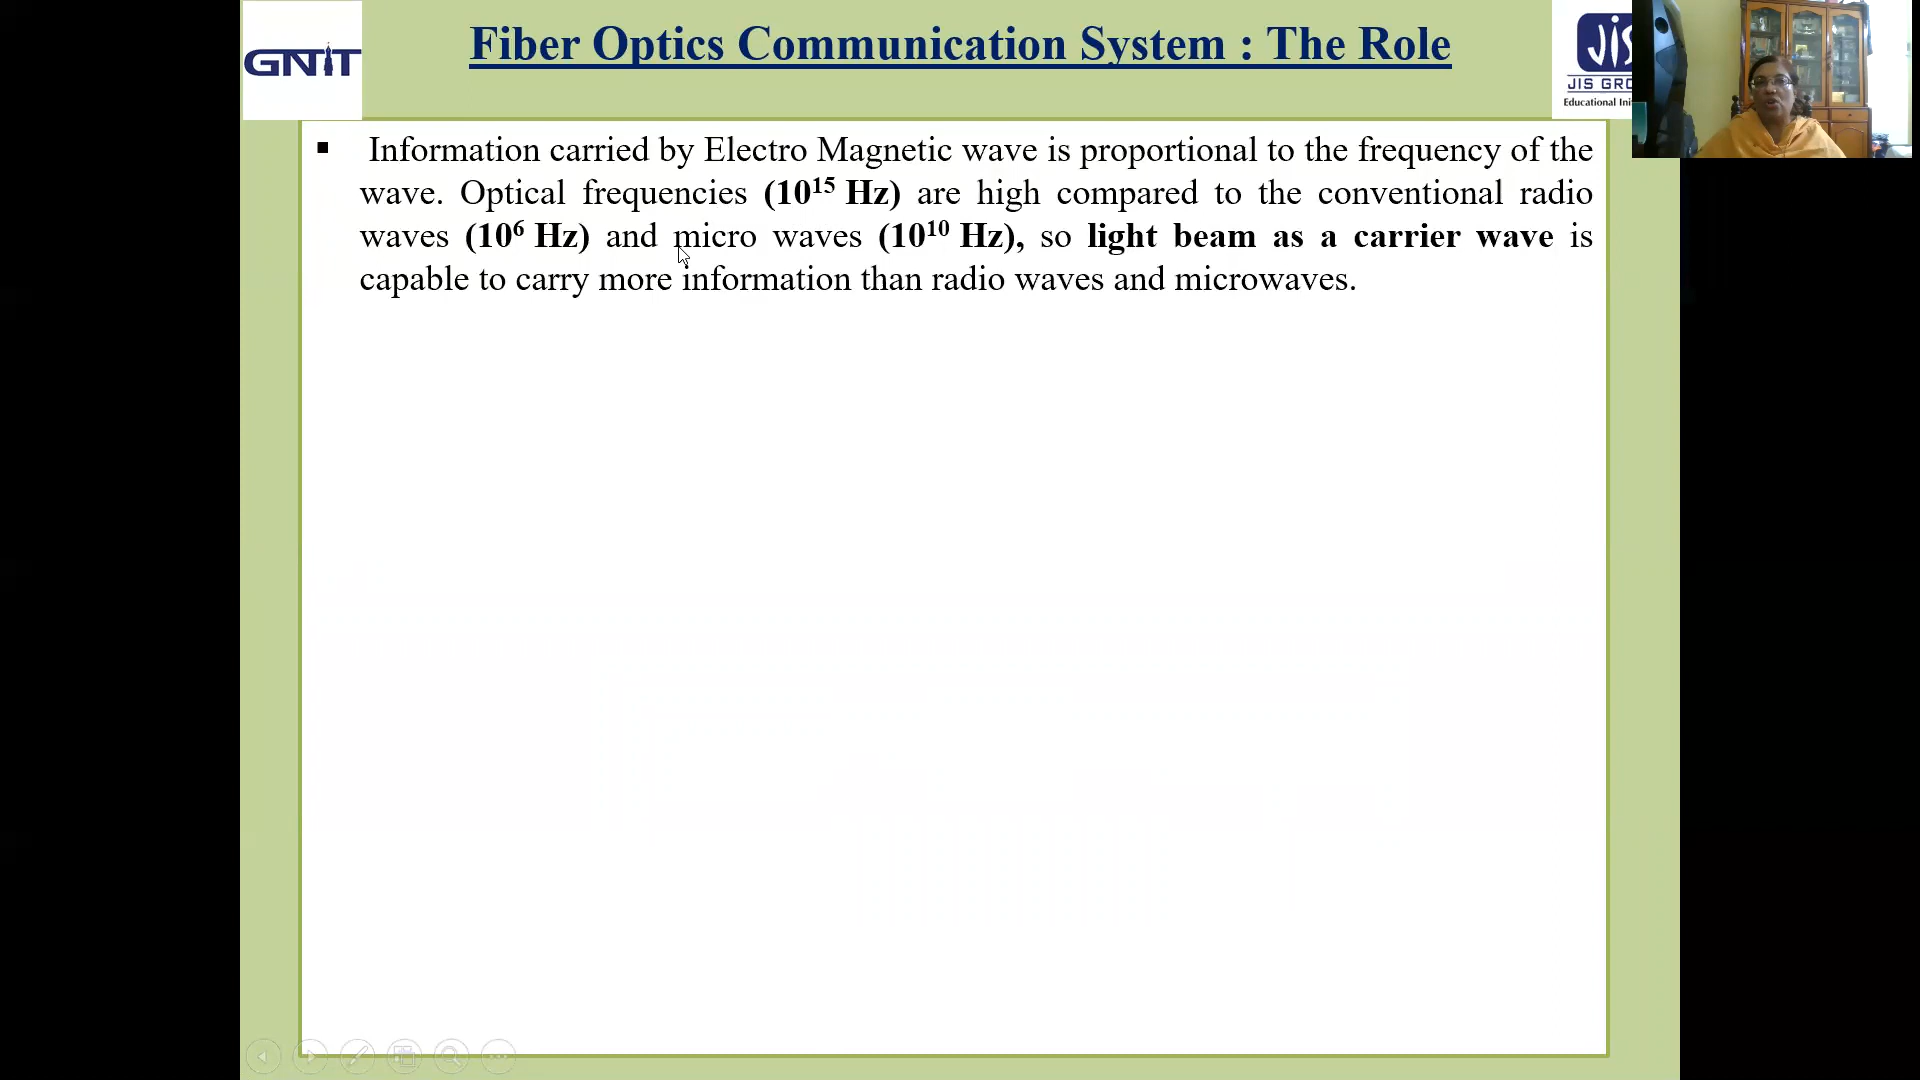 GNIT
Fiber Optics Communication System : The Role
JIS GRO
Educational Ini
▪ Information carried by Electro Magnetic wave is proportional to the frequency of the
wave. Optical frequencies (10¹⁵ Hz) are high compared to the conventional radio
waves (10⁶ Hz) and micro waves (10¹⁰ Hz), so light beam as a carrier wave is
capable to carry more information than radio waves and microwaves.